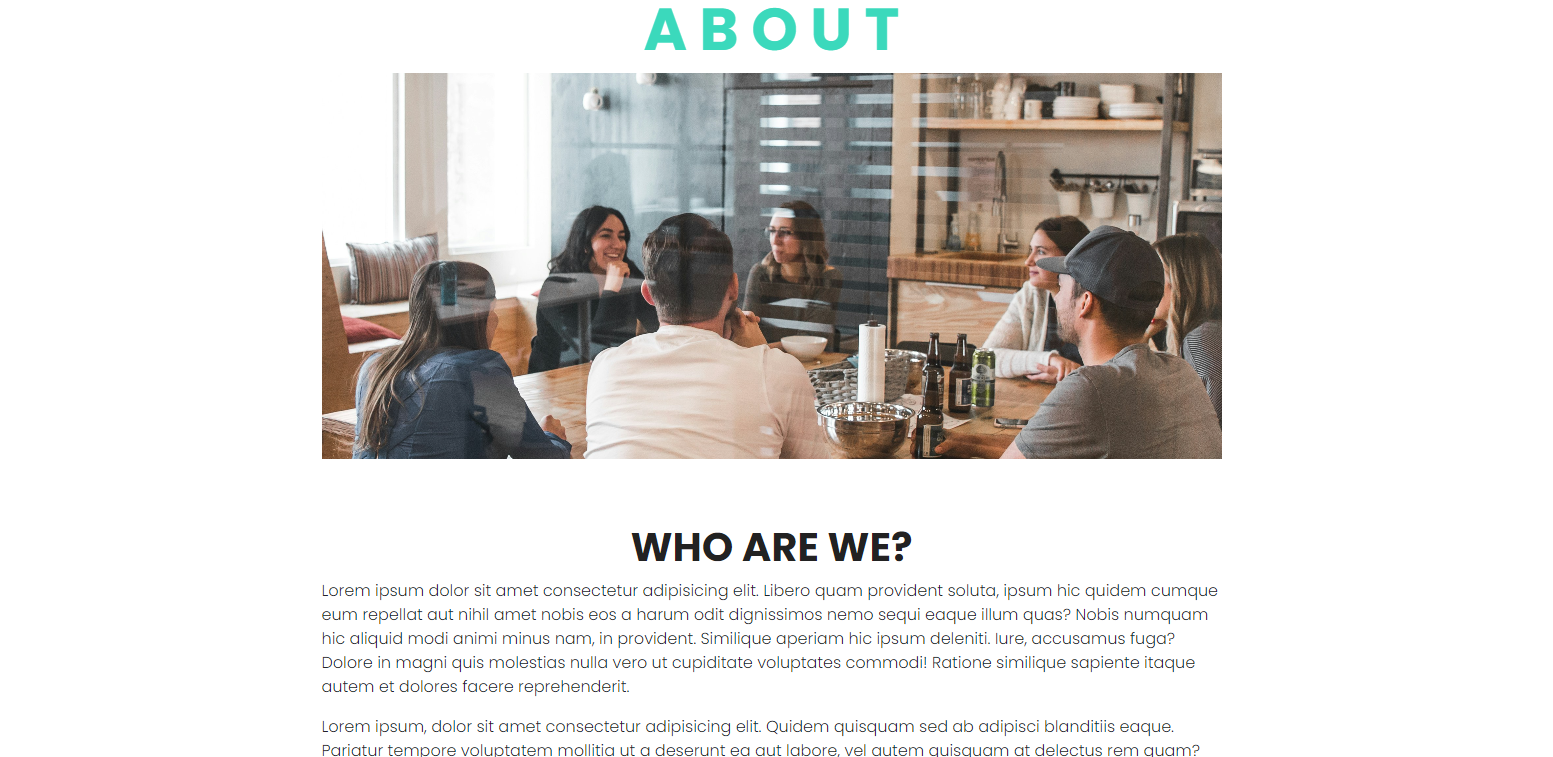 ABOUT
WHO ARE WE?
Lorem ipsum dolor sit amet consectetur adipisicing elit. Libero quam provident soluta, ipsum hic quidem cumque
eum repellat aut nihil amet nobis eos a harum odit dignissimos nemo sequi eaque illum quas? Nobis numquam
hic aliquid modi animi minus nam, in provident. Similique aperiam hic ipsum deleniti. Iure, accusamus fuga?
Dolore in magni quis molestias nulla vero ut cupiditate voluptates commodi! Ratione similique sapiente itaque
autem et dolores facere reprehenderit.
Lorem ipsum, dolor sit amet consectetur adipisicing elit. Quidem quisquam sed ab adipisci blanditiis eaque.
Pariatur tempore voluptatem mollitia ut a deserunt ea aut labore, vel autem quisquam at delectus rem quam?